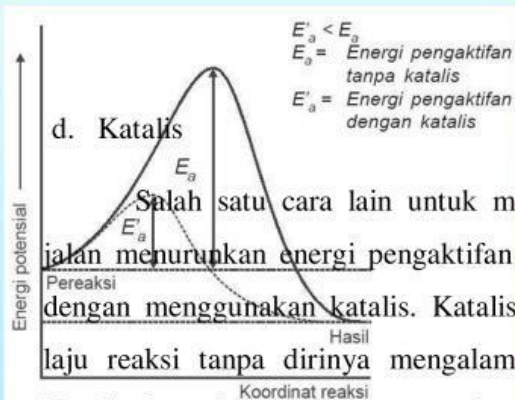 E'a < Ea
Ea = Energi pengaktifan
tanpa katalis
E'a = Energi pengaktifan
dengan katalis
d. Katalis
Ea
Salah satu cara lain untuk m
E'a
jalan menurunkan energi pengaktifan
Pereaksi
dengan menggunakan katalis. Katalis
Hasil
laju reaksi tanpa dirinya mengalam
Koordinat reaksi
Energi potensial